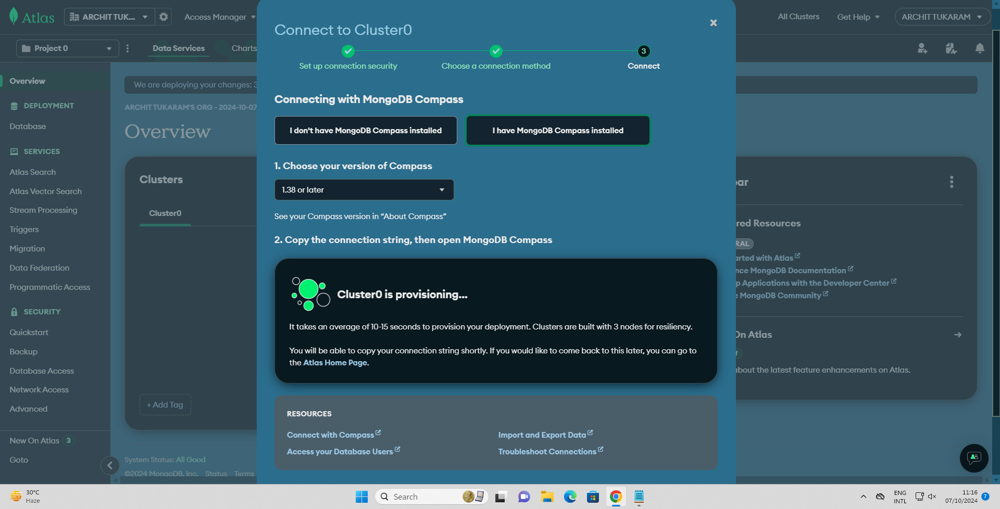 Atlas
ARCHIT TUK...
Access Manager
All Clusters
Get Help
ARCHIT TUKARAM
Project 0
Data Services
Charts
Overview
DEPLOYMENT
Database
SERVICES
Atlas Search
Atlas Vector Search
Stream Processing
Triggers
Migration
Data Federation
Programmatic Access
SECURITY
Quickstart
Backup
Database Access
Network Access
Advanced
New On Atlas 3
Goto
We are deploying your changes: 3
ARCHIT TUKARAM'S ORG - 2024-10-07
Overview
Clusters
Cluster0
+ Add Tag
System Status: All Good
©2024 MongoDB, Inc. Status Terms
Connect to Cluster0
3
Set up connection security
Choose a connection method
Connect
Connecting with MongoDB Compass
I don't have MongoDB Compass installed
I have MongoDB Compass installed
1. Choose your version of Compass
1.38 or later
See your Compass version in “About Compass”
2. Copy the connection string, then open MongoDB Compass
Cluster0 is provisioning...
It takes an average of 10-15 seconds to provision your deployment. Clusters are built with 3 nodes for resiliency.
You will be able to copy your connection string shortly. If you would like to come back to this later, you can go to
the Atlas Home Page.
RESOURCES
Connect with Compass
Import and Export Data
Access your Database Users
Troubleshoot Connections
Resources
with Atlas
MongoDB Documentation
Applications with the Developer Center
MongoDB Community
On Atlas
about the latest feature enhancements on Atlas.
30°C
Haze
Search
ENG
INTL
11:16
07/10/2024
7